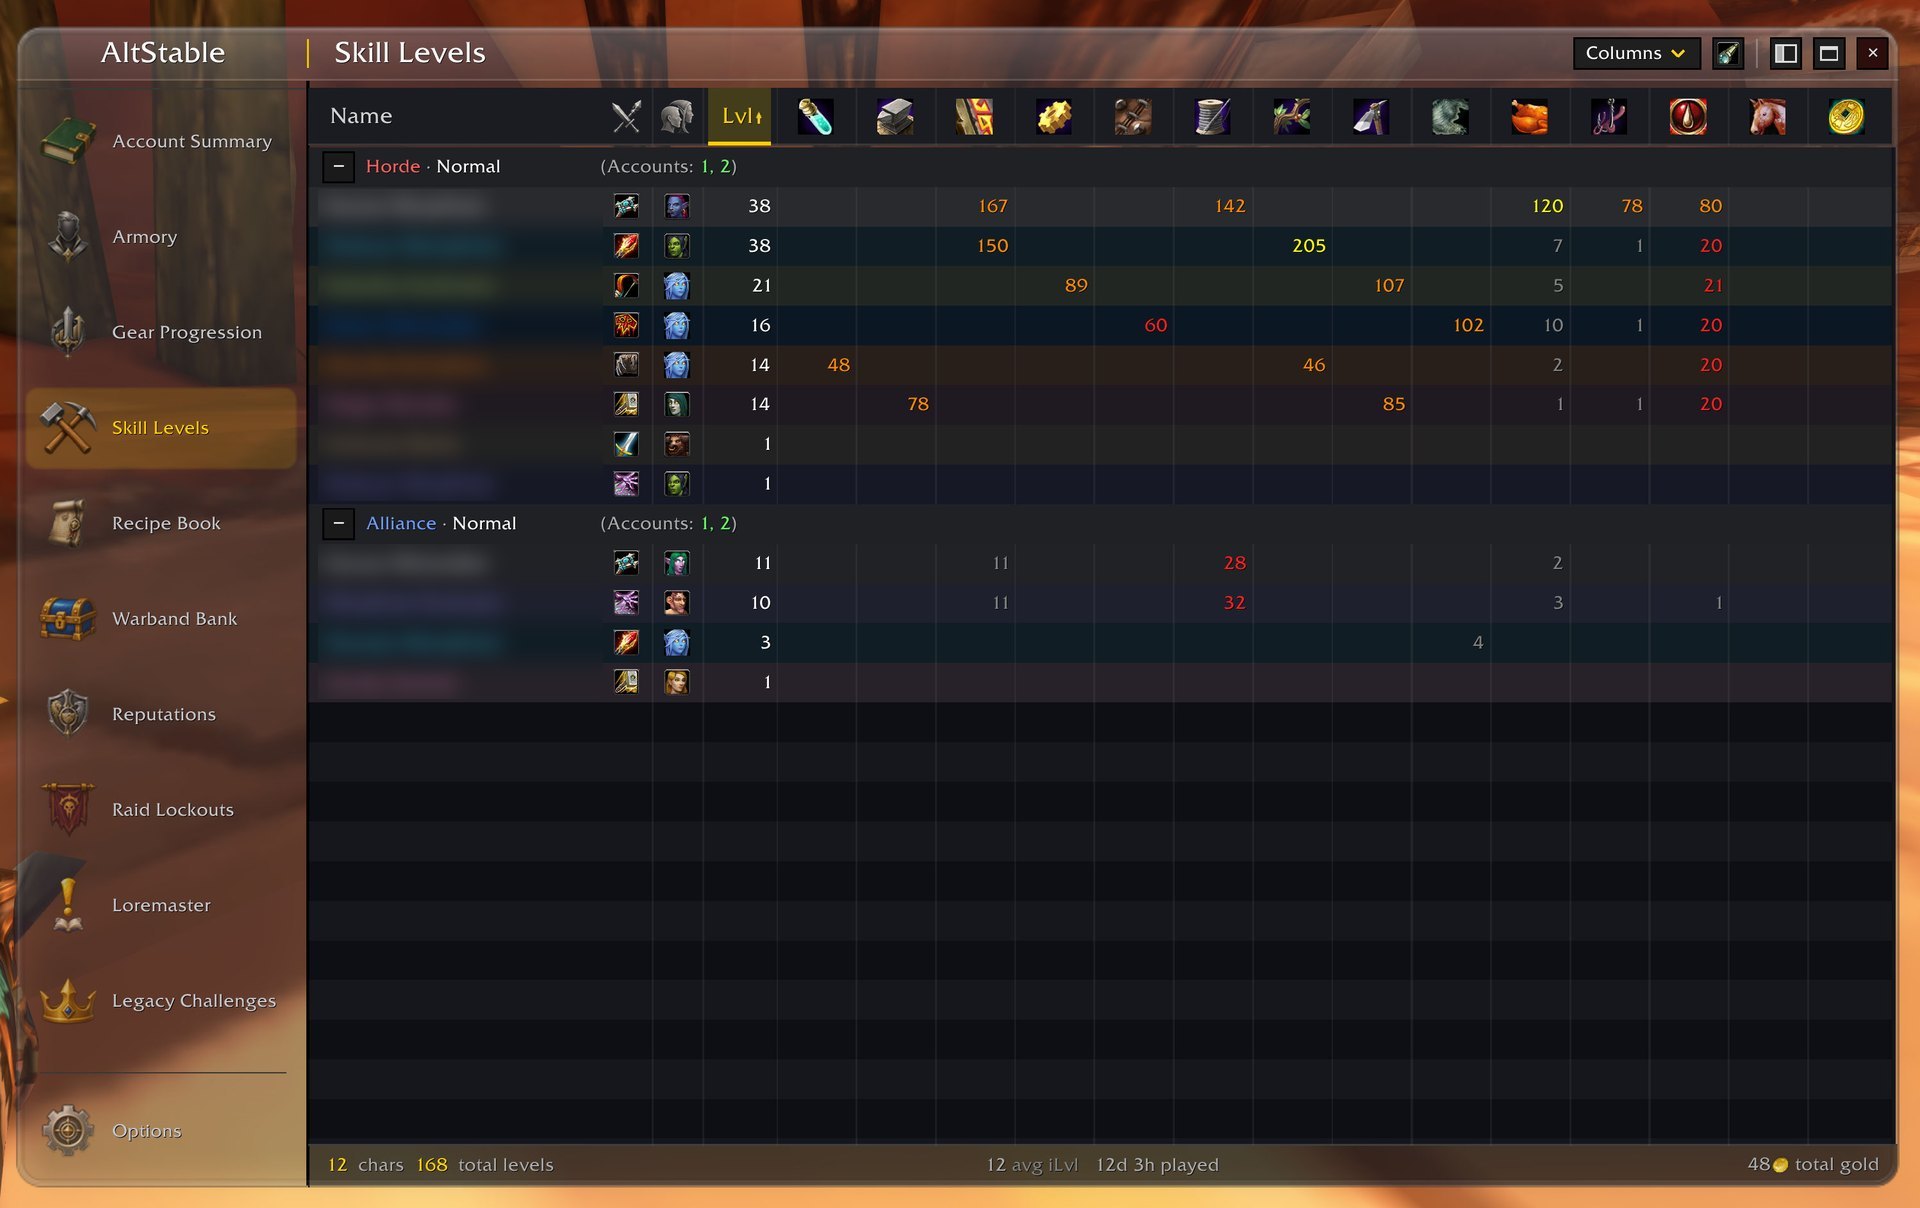 AltStable
Skill Levels
Columns
Account Summary
Armory
Gear Progression
Skill Levels
Recipe Book
Warband Bank
Reputations
Raid Lockouts
Loremaster
Legacy Challenges
Options
Name Lvl
Horde · Normal (Accounts: 1, 2)
38 167 142 120 78 80
38 150 205 7 1 20
21 89 107 5 21
16 60 102 10 1 20
14 48 46 2 20
14 78 85 1 1 20
1
1
Alliance · Normal (Accounts: 1, 2)
11 11 28 2
10 11 32 3 1
3 4
1
12 chars 168 total levels 12 avg iLvl 12d 3h played 48 total gold